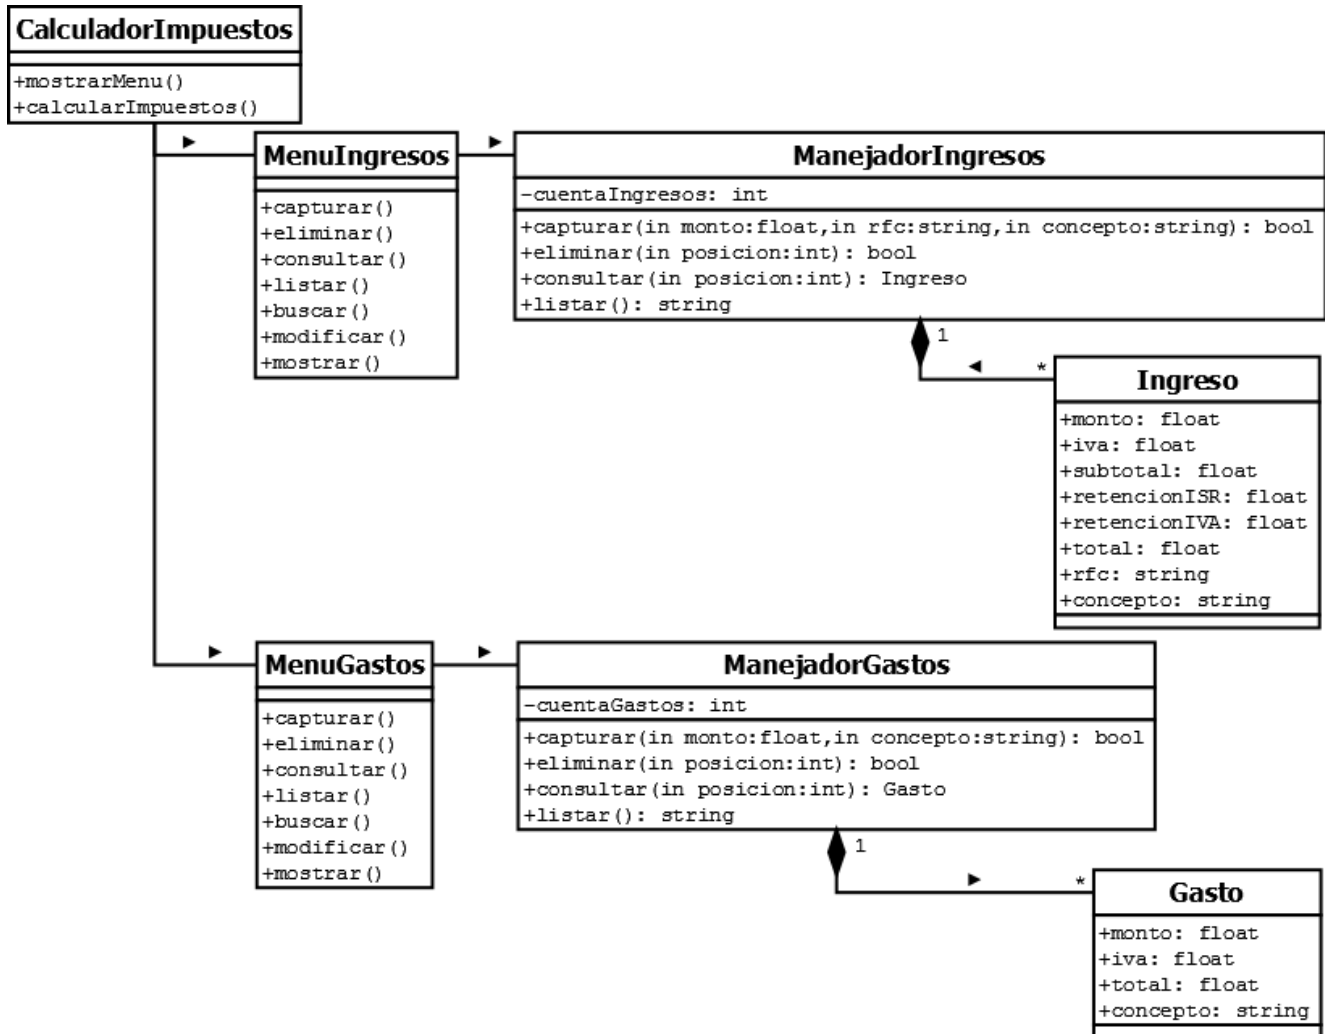 CalculadorImpuestos
+mostrarMenu()
+calcularImpuestos()
MenuIngresos
+capturar()
+eliminar()
+consultar()
+listar()
+buscar()
+modificar()
+mostrar()
ManejadorIngresos
-cuentaIngresos: int
+capturar(in monto:float,in rfc:string,in concepto:string): bool
+eliminar(in posicion:int): bool
+consultar(in posicion:int): Ingreso
+listar(): string
1
*
Ingreso
+monto: float
+iva: float
+subtotal: float
+retencionISR: float
+retencionIVA: float
+total: float
+rfc: string
+concepto: string
MenuGastos
+capturar()
+eliminar()
+consultar()
+listar()
+buscar()
+modificar()
+mostrar()
ManejadorGastos
-cuentaGastos: int
+capturar(in monto:float,in concepto:string): bool
+eliminar(in posicion:int): bool
+consultar(in posicion:int): Gasto
+listar(): string
1
*
Gasto
+monto: float
+iva: float
+total: float
+concepto: string